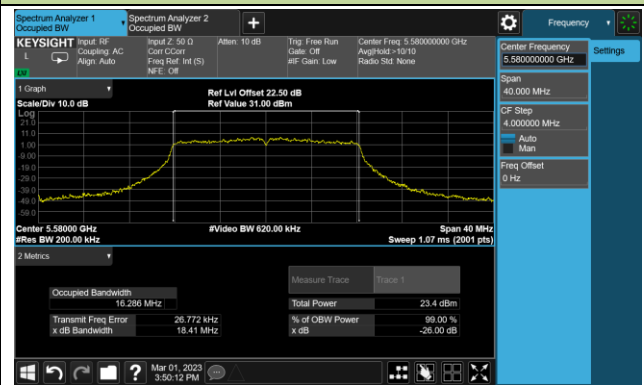 Spectrum Analyzer 1
Occupied BW
Spectrum Analyzer 2
Occupied BW
+
Frequency
KEYSIGHT
L
LXI
Input: RF
Coupling: AC
Align: Auto
Input Z: 50 Ω
Corr CCorr
Freq Ref: Int (S)
NFE: Off
Atten: 10 dB
Trig: Free Run
Gate: Off
#IF Gain: Low
Center Freq: 5.580000000 GHz
Avg|Hold:>10/10
Radio Std: None
1 Graph
Scale/Div 10.0 dB
Ref Lvl Offset 22.50 dB
Ref Value 31.00 dBm
Log
21.0
11.0
1.00
-9.00
-19.0
-29.0
-39.0
-49.0
-59.0
Center 5.58000 GHz
#Res BW 200.00 kHz
#Video BW 620.00 kHz
Span 40 MHz
Sweep 1.07 ms (2001 pts)
2 Metrics
Measure Trace
Trace 1
Occupied Bandwidth
16.286 MHz
Total Power
23.4 dBm
Transmit Freq Error
26.772 kHz
% of OBW Power
99.00 %
x dB Bandwidth
18.41 MHz
x dB
-26.00 dB
Mar 01, 2023
3:50:12 PM
?
Center Frequency
5.580000000 GHz
Settings
Span
40.000 MHz
CF Step
4.000000 MHz
Auto
Man
Freq Offset
0 Hz